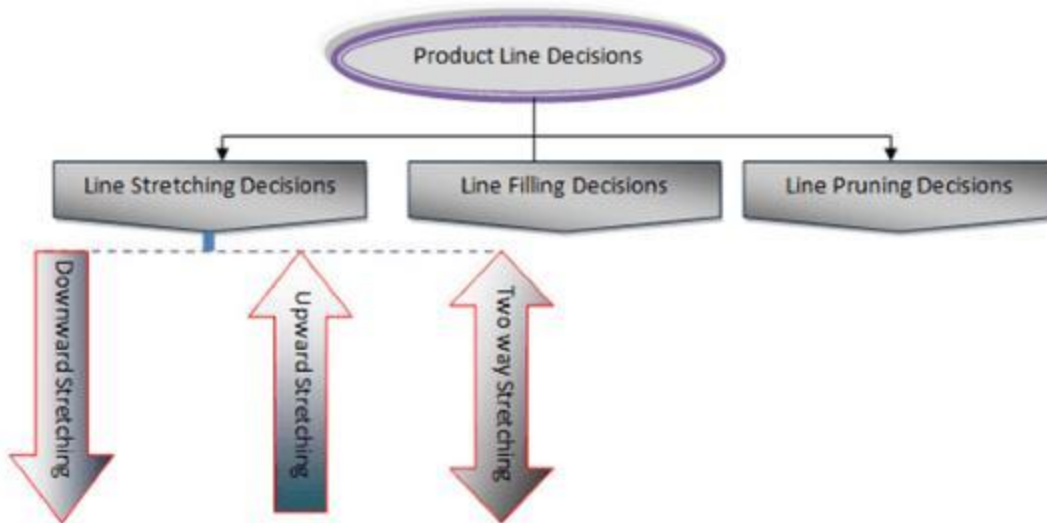 Product Line Decisions
Line Stretching Decisions
Line Filling Decisions
Line Pruning Decisions
Downward Stretching
Upward Stretching
Two way Stretching